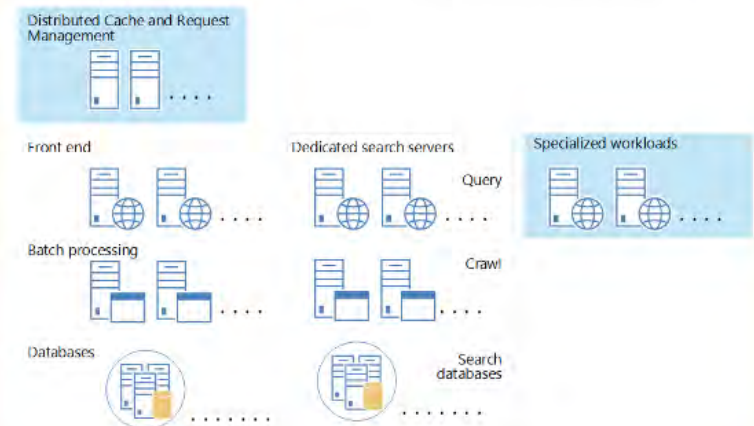 Distributed Cache and Request
Management
Front end
Dedicated search servers
Specialized workloads
Query
Batch processing
Crawl
Databases
Search
databases